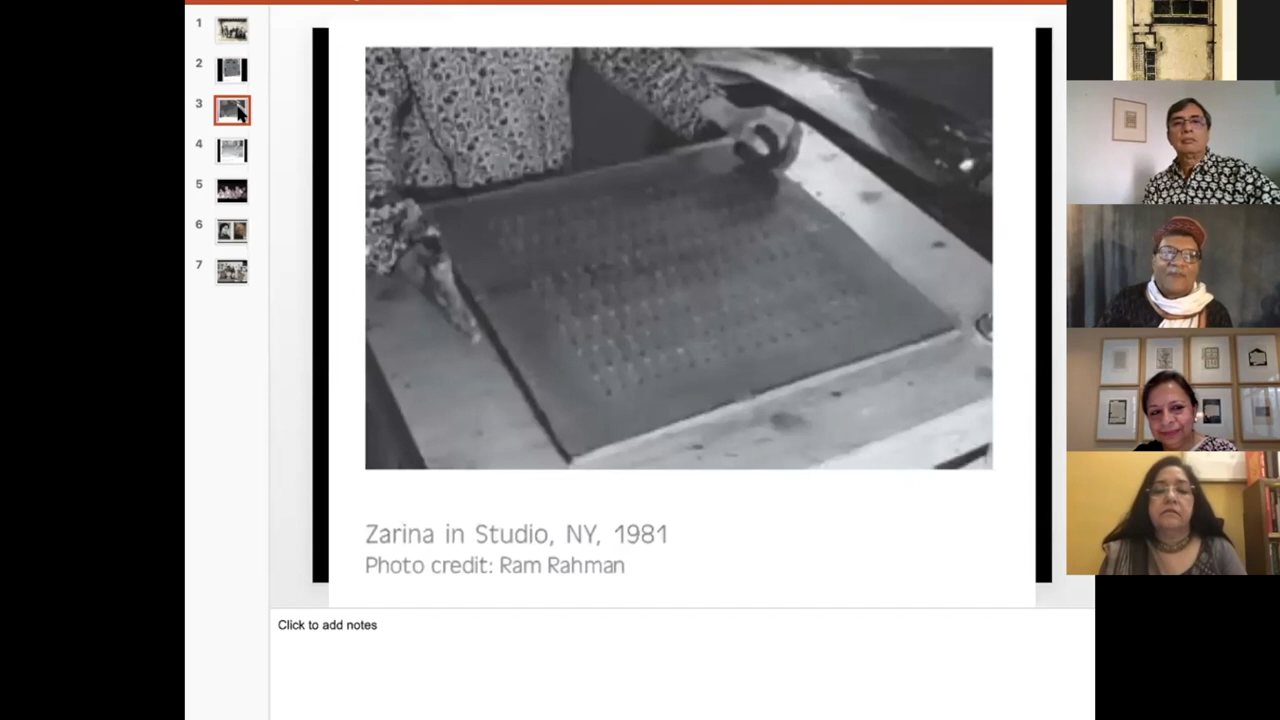 1
2
3
4
5
6
7
Zarina in Studio, NY, 1981
Photo credit: Ram Rahman
Click to add notes